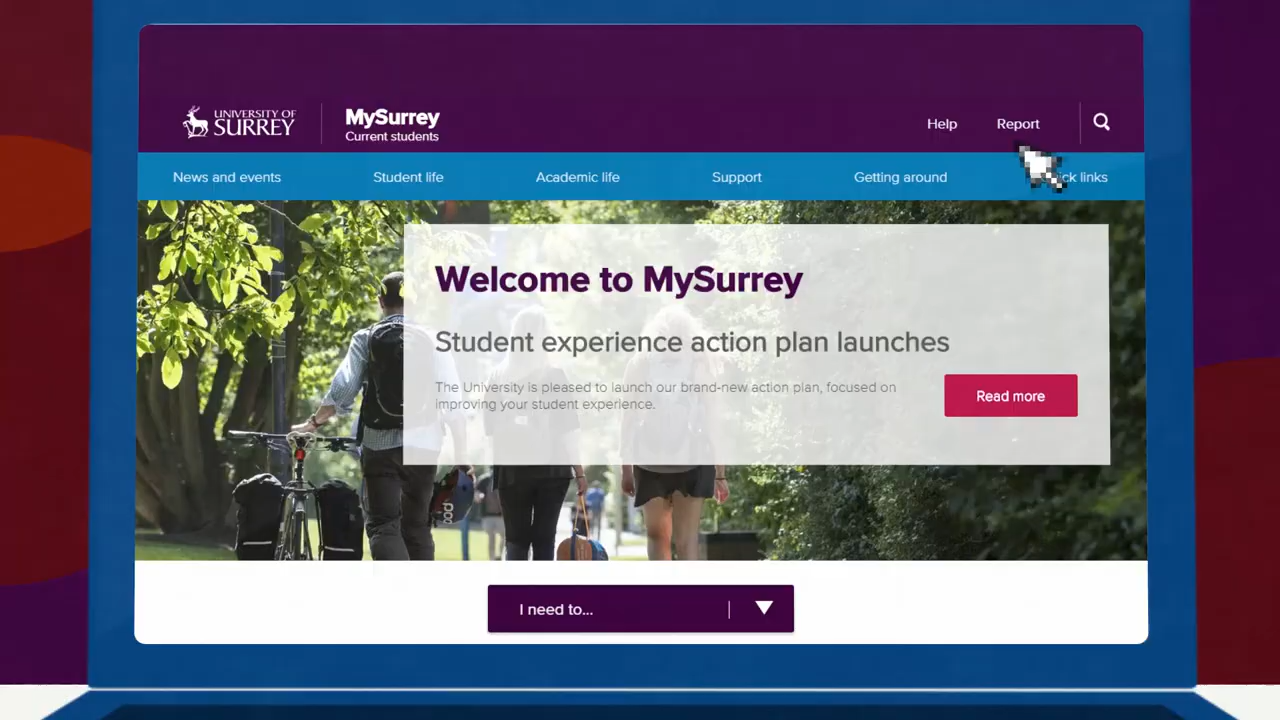 UNIVERSITY OF
SURREY
MySurrey
Current students
Help
Report
News and events
Student life
Academic life
Support
Getting around
links
Welcome to MySurrey
Student experience action plan launches
The University is pleased to launch our brand-new action plan, focused on
improving your student experience.
Read more
I need to...